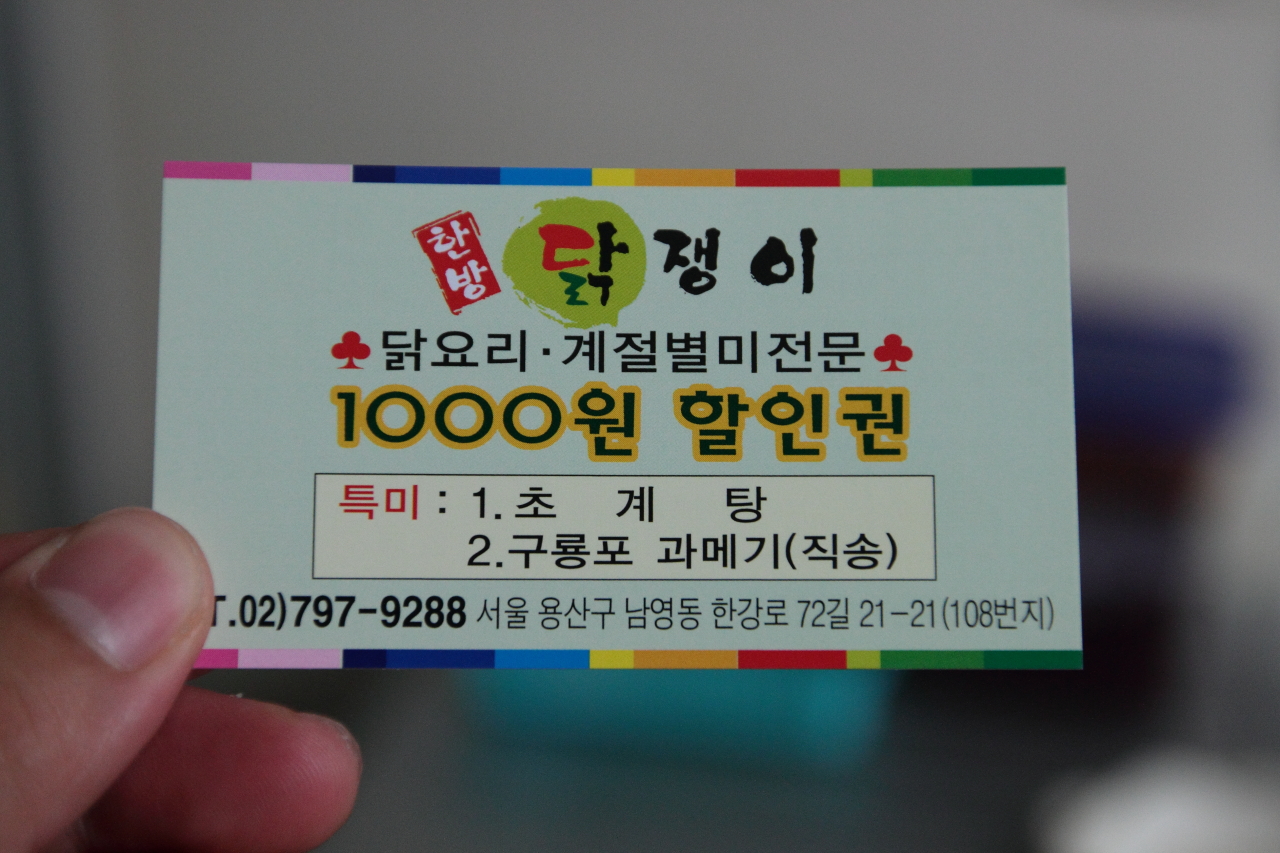 한방 닭쟁이
♣닭요리·계절별미전문♣
1000원 할인권
특미 : 1. 초 계 탕
2. 구룡포 과메기(직송)
T.02)797-9288 서울 용산구 남영동 한강로 72길 21-21(108번지)